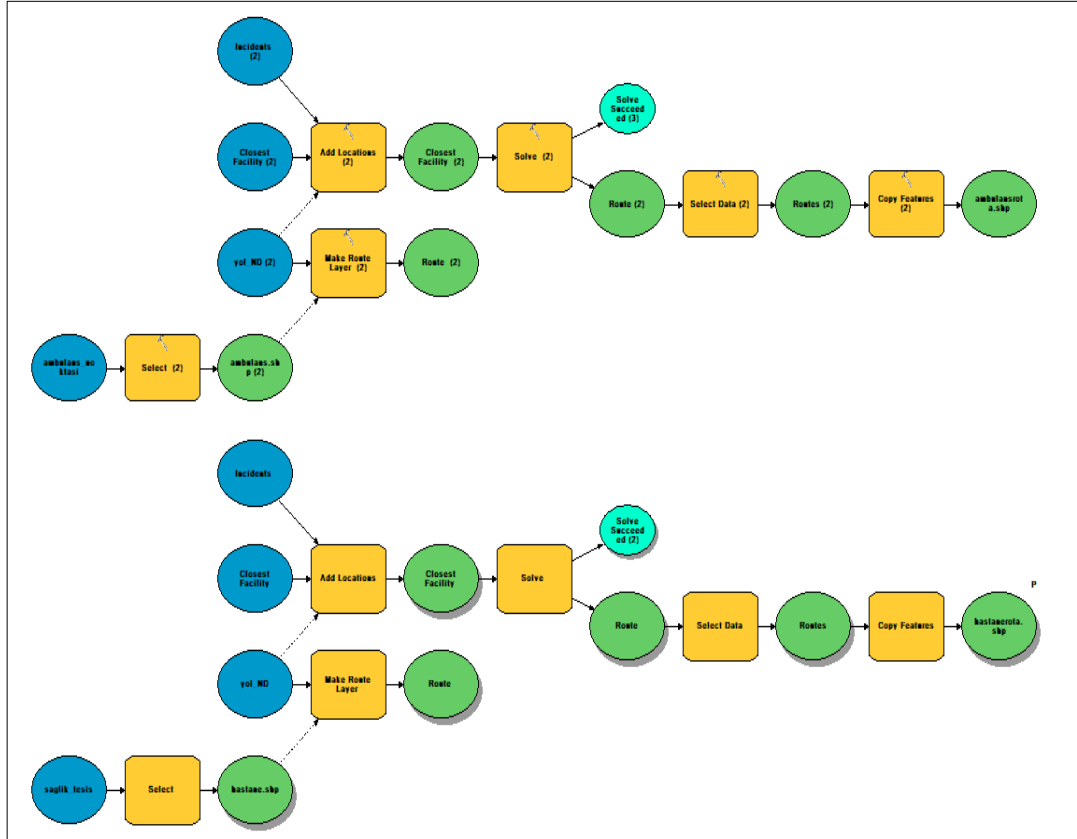 Incidents
(2)
Solve
Succeed
ed (3)
Closest
Facility (2)
Add Locations
(2)
Closest
Facility (2)
Solve (2)
Route (2)
Select Data (2)
Routes (2)
Copy Features
(2)
ambulansrot
a.shp
yol_ND (2)
Make Route
Layer (2)
Route (2)
ambulans_no
ktasi
Select (2)
ambulans.sh
p (2)
Incidents
Solve
Succeed
ed (2)
Closest
Facility
Add Locations
Closest
Facility
Solve
P
Route
Select Data
Routes
Copy Features
hastanerota.
shp
yol_ND
Make Route
Layer
Route
saglik_tesis
Select
hastane.shp